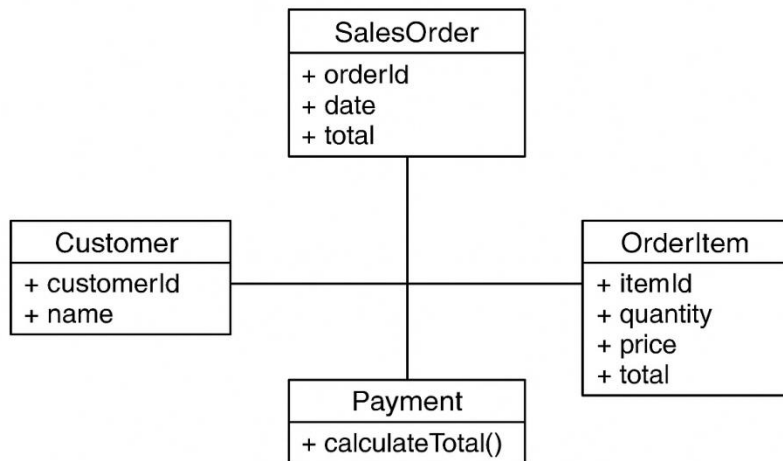 SalesOrder
+ orderId
+ date
+ total
Customer
+ customerId
+ name
OrderItem
+ itemId
+ quantity
+ price
+ total
Payment
+ calculateTotal()